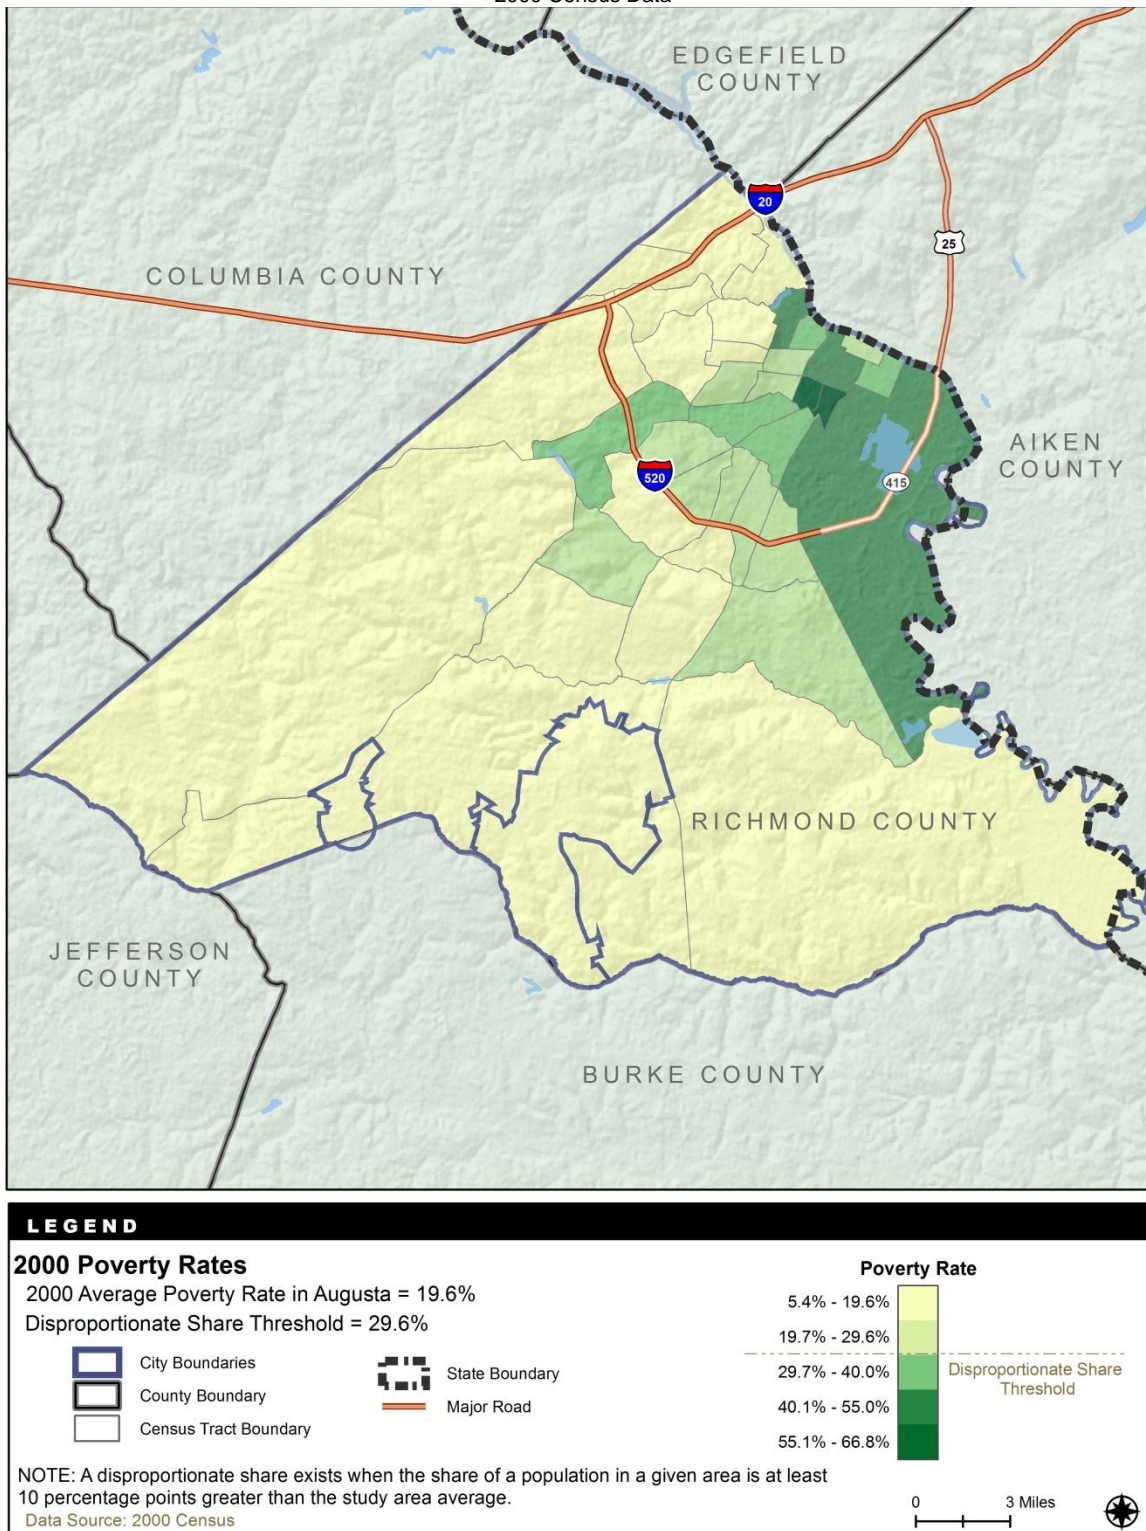 2000 Census Data
EDGEFIELD
COUNTY
20
25
COLUMBIA COUNTY
AIKEN
COUNTY
520
415
RICHMOND COUNTY
JEFFERSON
COUNTY
BURKE COUNTY
LEGEND
2000 Poverty Rates
2000 Average Poverty Rate in Augusta = 19.6%
Disproportionate Share Threshold = 29.6%
City Boundaries
County Boundary
Census Tract Boundary
State Boundary
Major Road
Poverty Rate
5.4% - 19.6%
19.7% - 29.6%
29.7% - 40.0%
40.1% - 55.0%
55.1% - 66.8%
Disproportionate Share
Threshold
NOTE: A disproportionate share exists when the share of a population in a given area is at least
10 percentage points greater than the study area average.
Data Source: 2000 Census
0 3 Miles